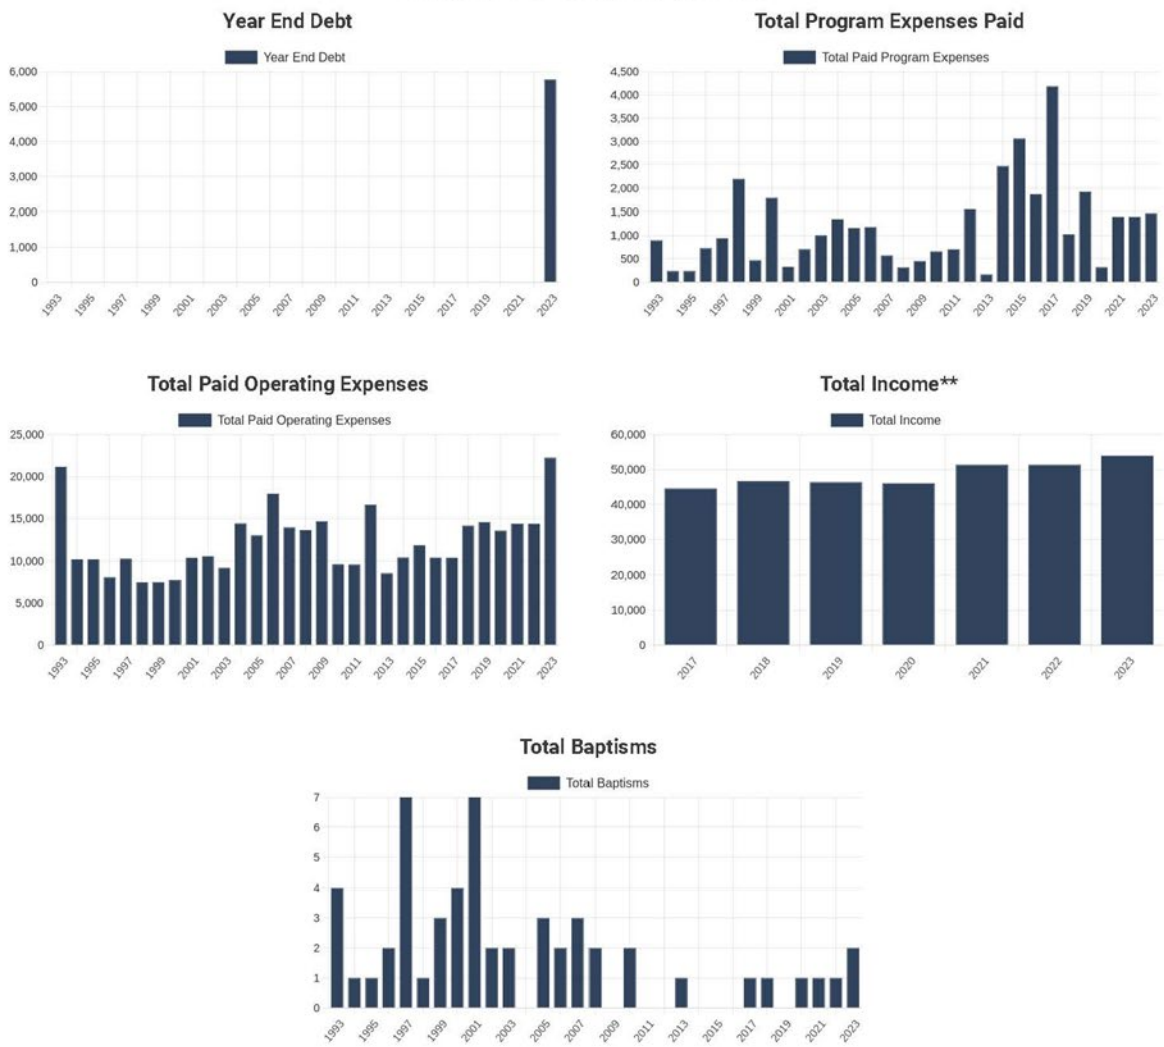 Year End Debt
Year End Debt
6,000
5,000
4,000
3,000
2,000
1,000
0
1993 1995 1997 1999 2001 2003 2005 2007 2009 2011 2013 2015 2017 2019 2021 2023
Total Program Expenses Paid
Total Paid Program Expenses
4,500
4,000
3,500
3,000
2,500
2,000
1,500
1,000
500
0
1993 1995 1997 1999 2001 2003 2005 2007 2009 2011 2013 2015 2017 2019 2021 2023
Total Paid Operating Expenses
Total Paid Operating Expenses
25,000
20,000
15,000
10,000
5,000
0
1993 1995 1997 1999 2001 2003 2005 2007 2009 2011 2013 2015 2017 2019 2021 2023
Total Income**
Total Income
60,000
50,000
40,000
30,000
20,000
10,000
0
2017 2018 2019 2020 2021 2022 2023
Total Baptisms
Total Baptisms
7
6
5
4
3
2
1
0
1993 1995 1997 1999 2001 2003 2005 2007 2009 2011 2013 2015 2017 2019 2021 2023